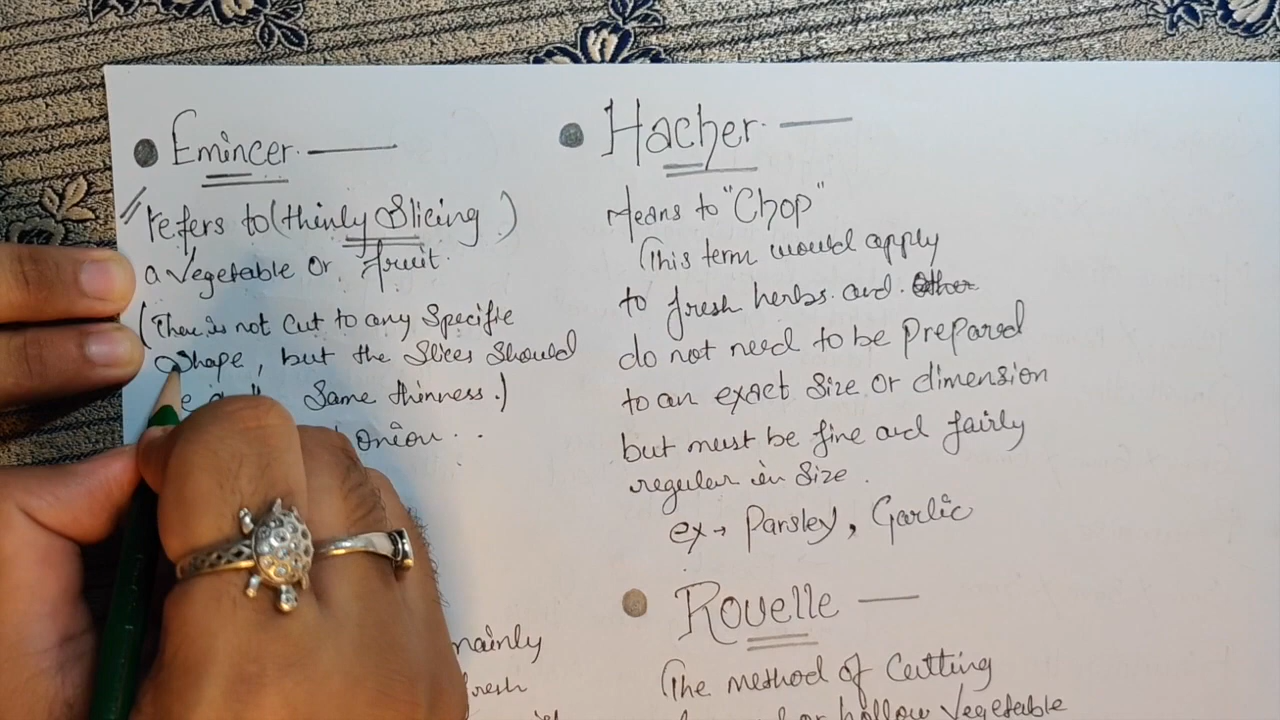 Emincer
refers to (thinly Slicing)
a Vegetable or fruit.
(There is not cut to any Specific
Shape, but the Slices Should
Same thinness.)
onion..
mainly
fresh
Hacher
Means to "Chop"
This term would apply
to fresh herbs. and. Other
do not need to be prepared
to an exact Size Or dimension
but must be fine and fairly
regular in Size.
ex → Parsley, Garlic
Rouelle
The method of Cutting
or hollow Vegetable